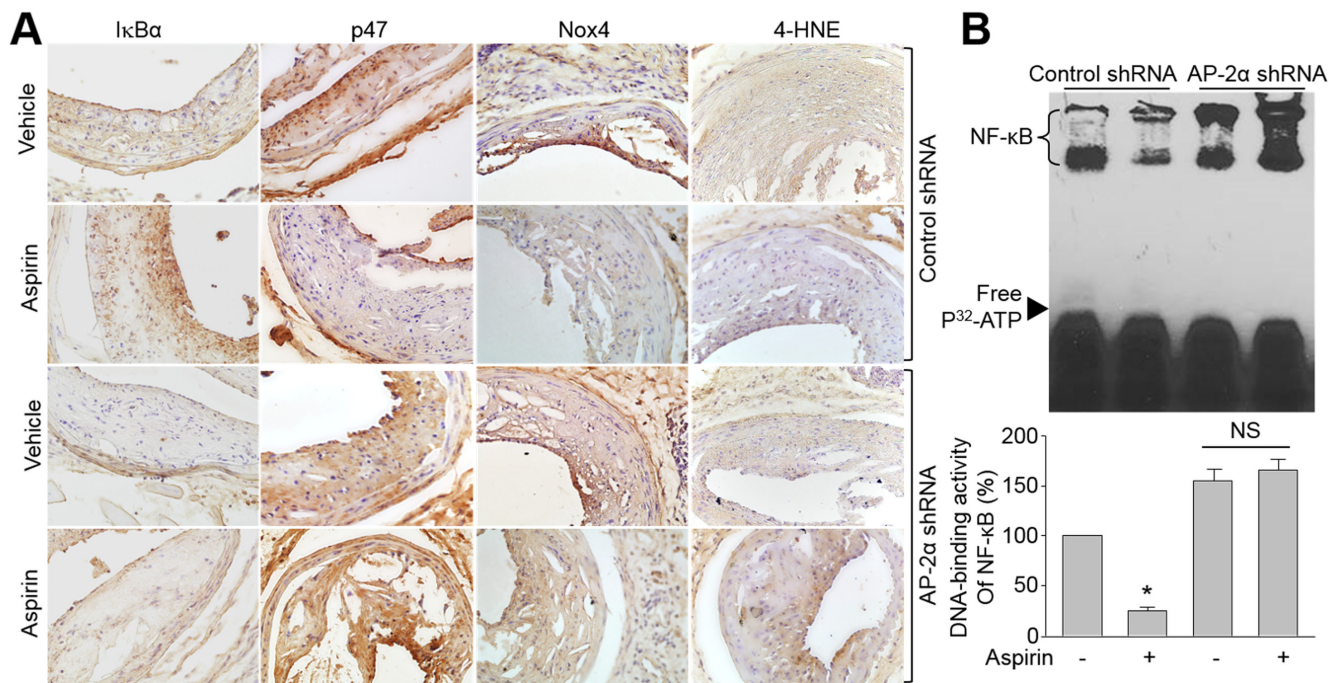 A
IκBα p47 Nox4 4-HNE
Vehicle
Aspirin
Vehicle
Aspirin
Control shRNA
AP-2α shRNA
B
Control shRNA AP-2α shRNA
NF-κB
Free
P³²-ATP
DNA-binding activity
Of NF-κB (%)
200
150
100
50
0
*
NS
Aspirin - + - +